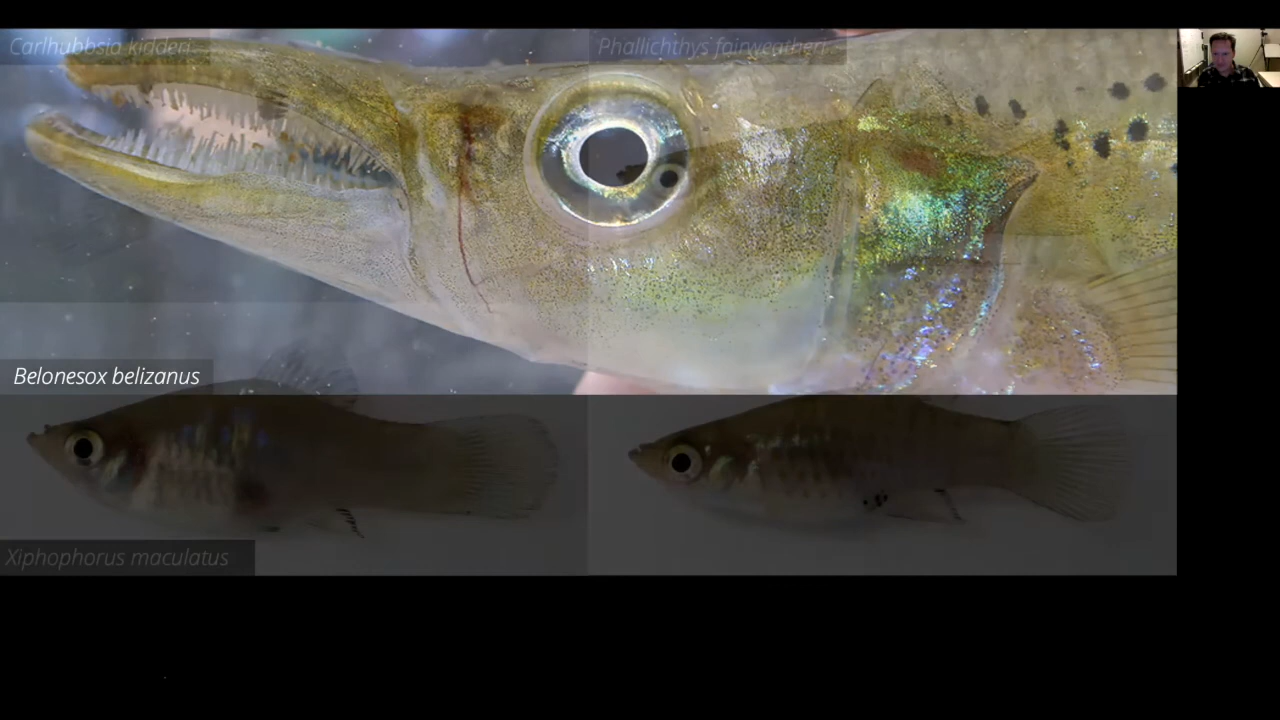 Carlhubbsia kidderi
Phallichthys fairweatheri
Belonesox belizanus
Xiphophorus maculatus